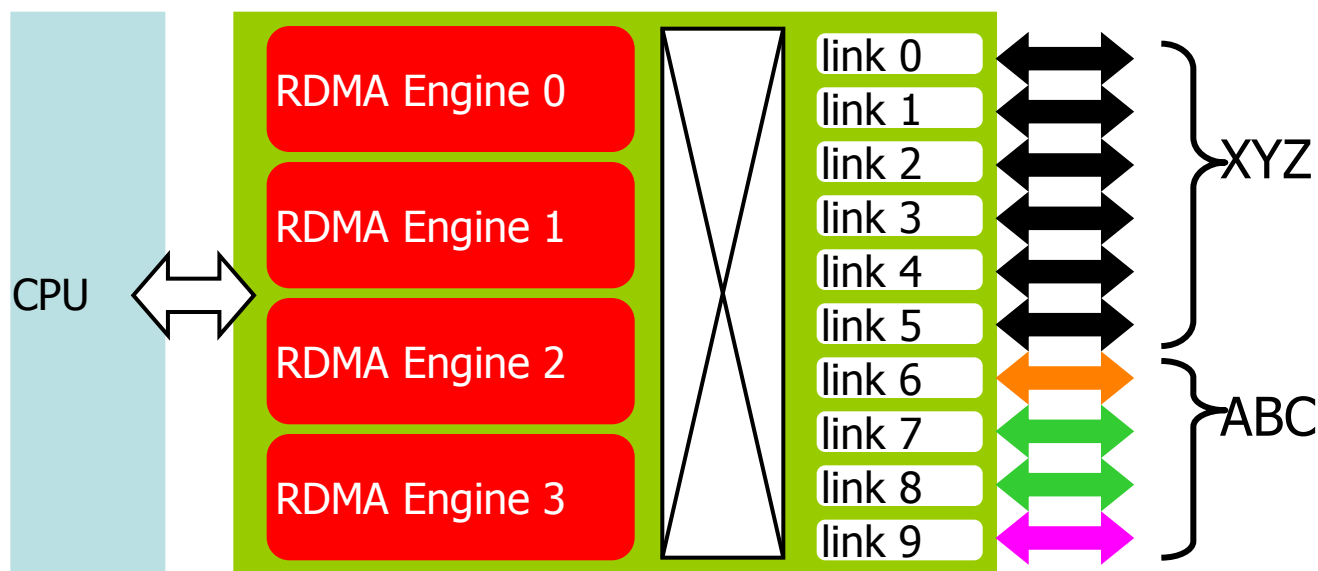 CPU
RDMA Engine 0
RDMA Engine 1
RDMA Engine 2
RDMA Engine 3
link 0
link 1
link 2
link 3
link 4
link 5
link 6
link 7
link 8
link 9
XYZ
ABC